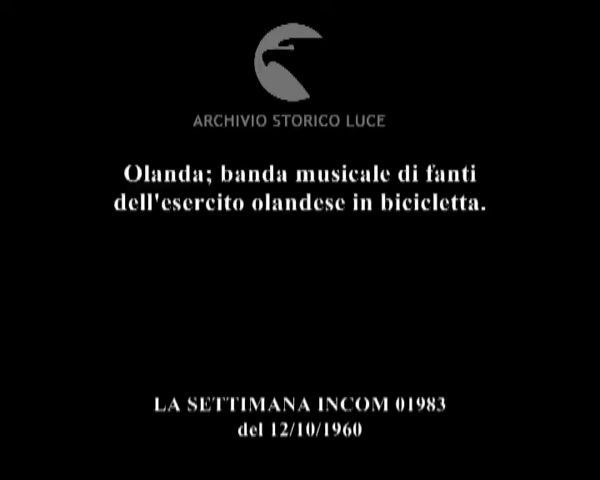 ARCHIVIO STORICO LUCE
Olanda; banda musicale di fanti
dell'esercito olandese in bicicletta.
LA SETTIMANA INCOM 01983
del 12/10/1960